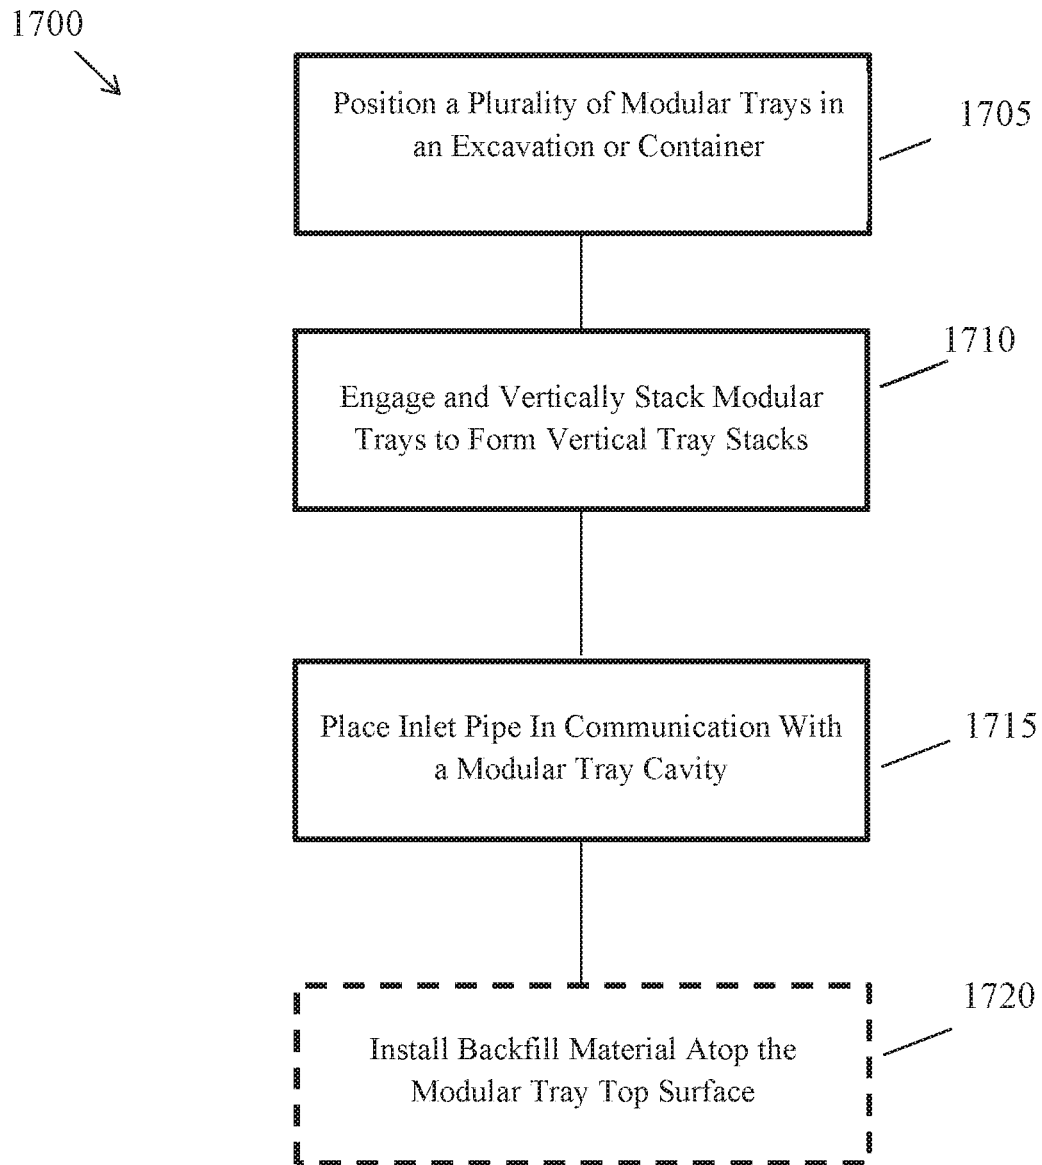 1700
Position a Plurality of Modular Trays in
an Excavation or Container
1705
Engage and Vertically Stack Modular
Trays to Form Vertical Tray Stacks
1710
Place Inlet Pipe In Communication With
a Modular Tray Cavity
1715
Install Backfill Material Atop the
Modular Tray Top Surface
1720